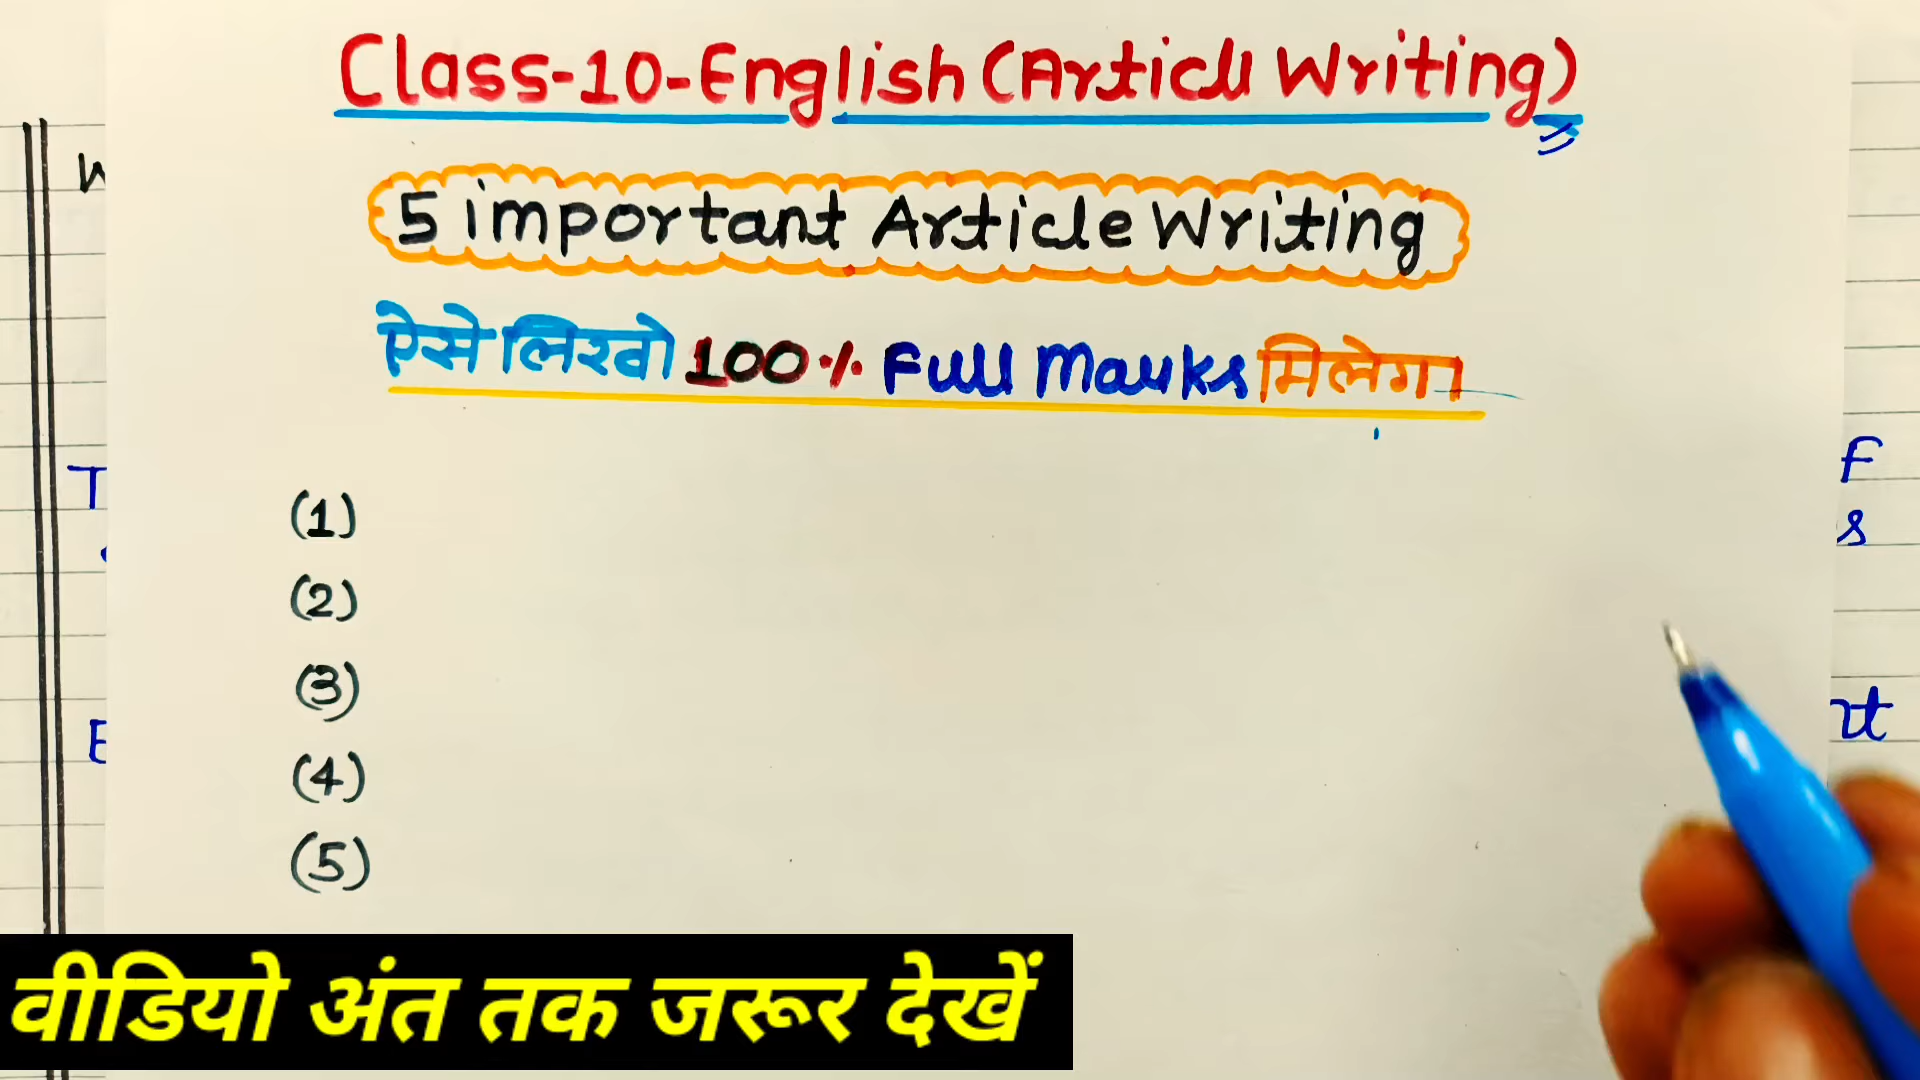 Class-10-English (Article Writing)
5 important Article Writing
ऐसे लिखो 100% Full Marks मिलेगा
(1)
(2)
(3)
(4)
(5)
वीडियो अंत तक जरूर देखें